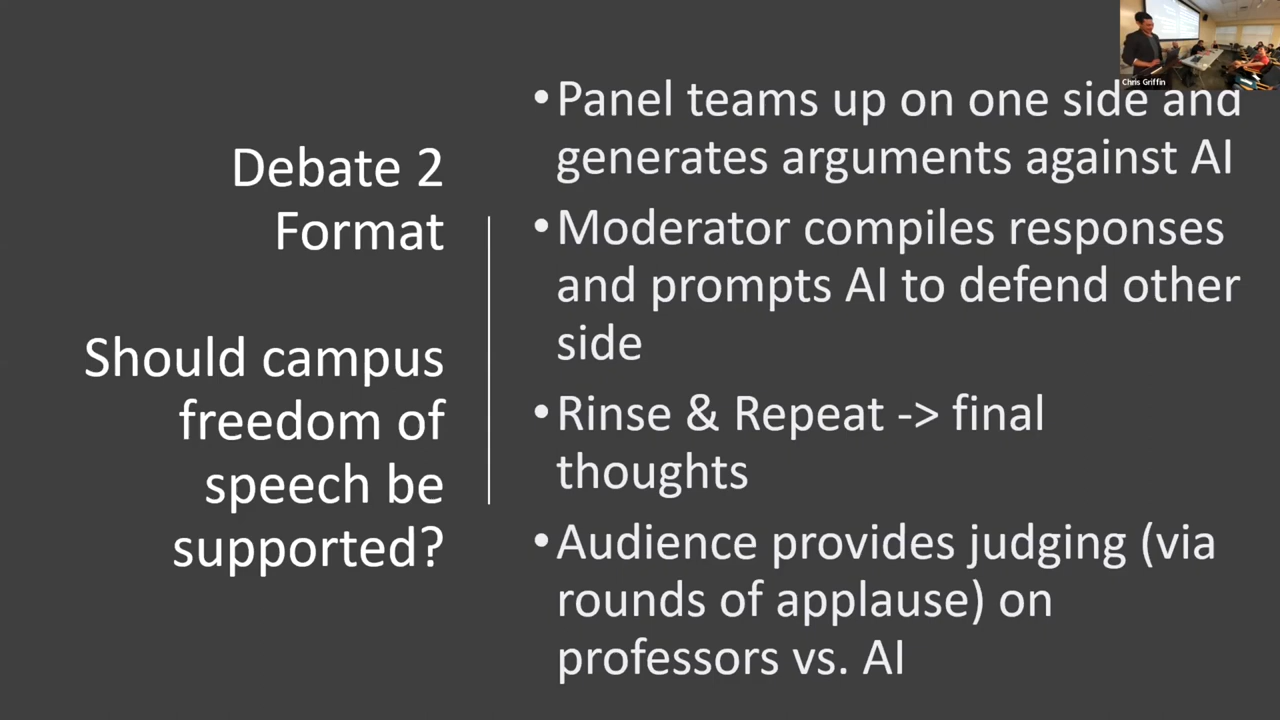 Debate 2
Format
Should campus
freedom of
speech be
supported?
•Panel teams up on one side and
generates arguments against AI
•Moderator compiles responses
and prompts AI to defend other
side
•Rinse & Repeat -> final
thoughts
•Audience provides judging (via
rounds of applause) on
professors vs. AI
Chris Griffin